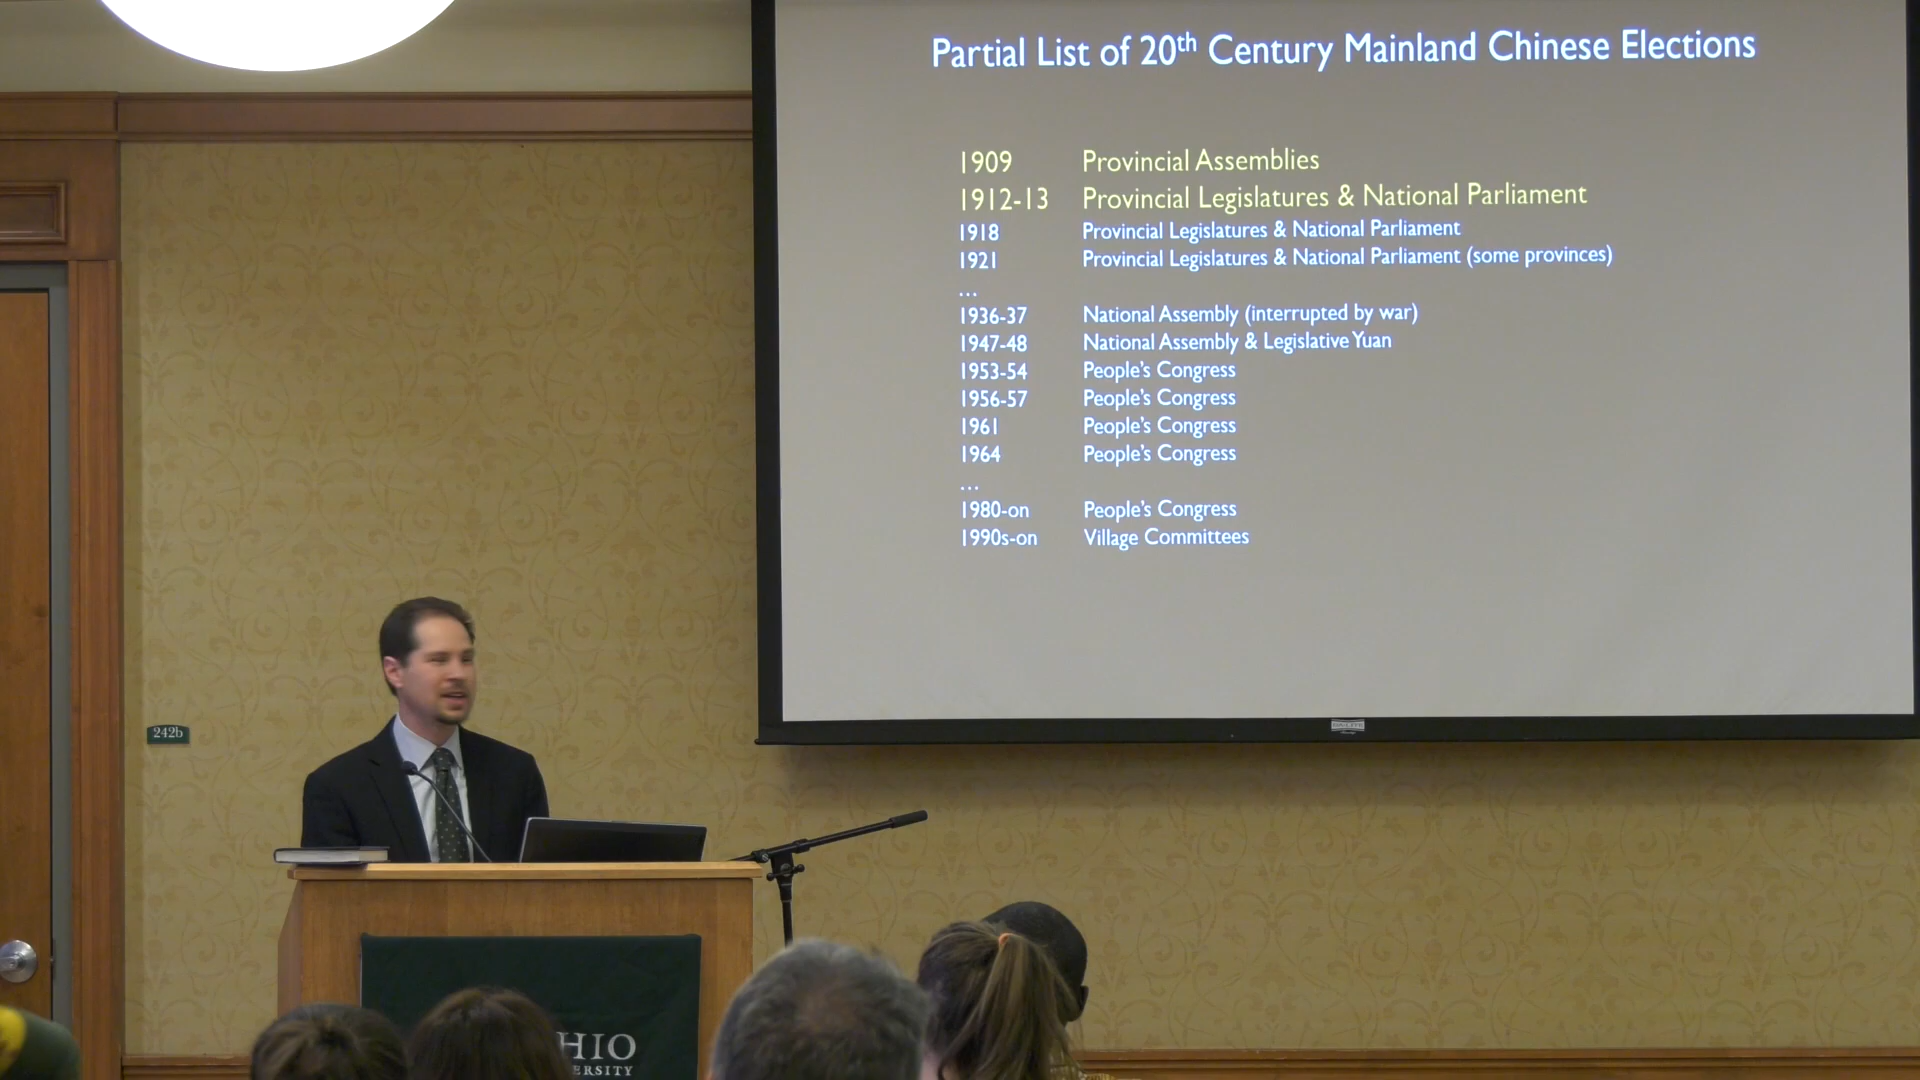 Partial List of 20th Century Mainland Chinese Elections
1909 Provincial Assemblies
1912-13 Provincial Legislatures & National Parliament
1918 Provincial Legislatures & National Parliament
1921 Provincial Legislatures & National Parliament (some provinces)
...
1936-37 National Assembly (interrupted by war)
1947-48 National Assembly & Legislative Yuan
1953-54 People's Congress
1956-57 People's Congress
1961 People's Congress
1964 People's Congress
...
1980-on People's Congress
1990s-on Village Committees
242b
HIO
ERSITY